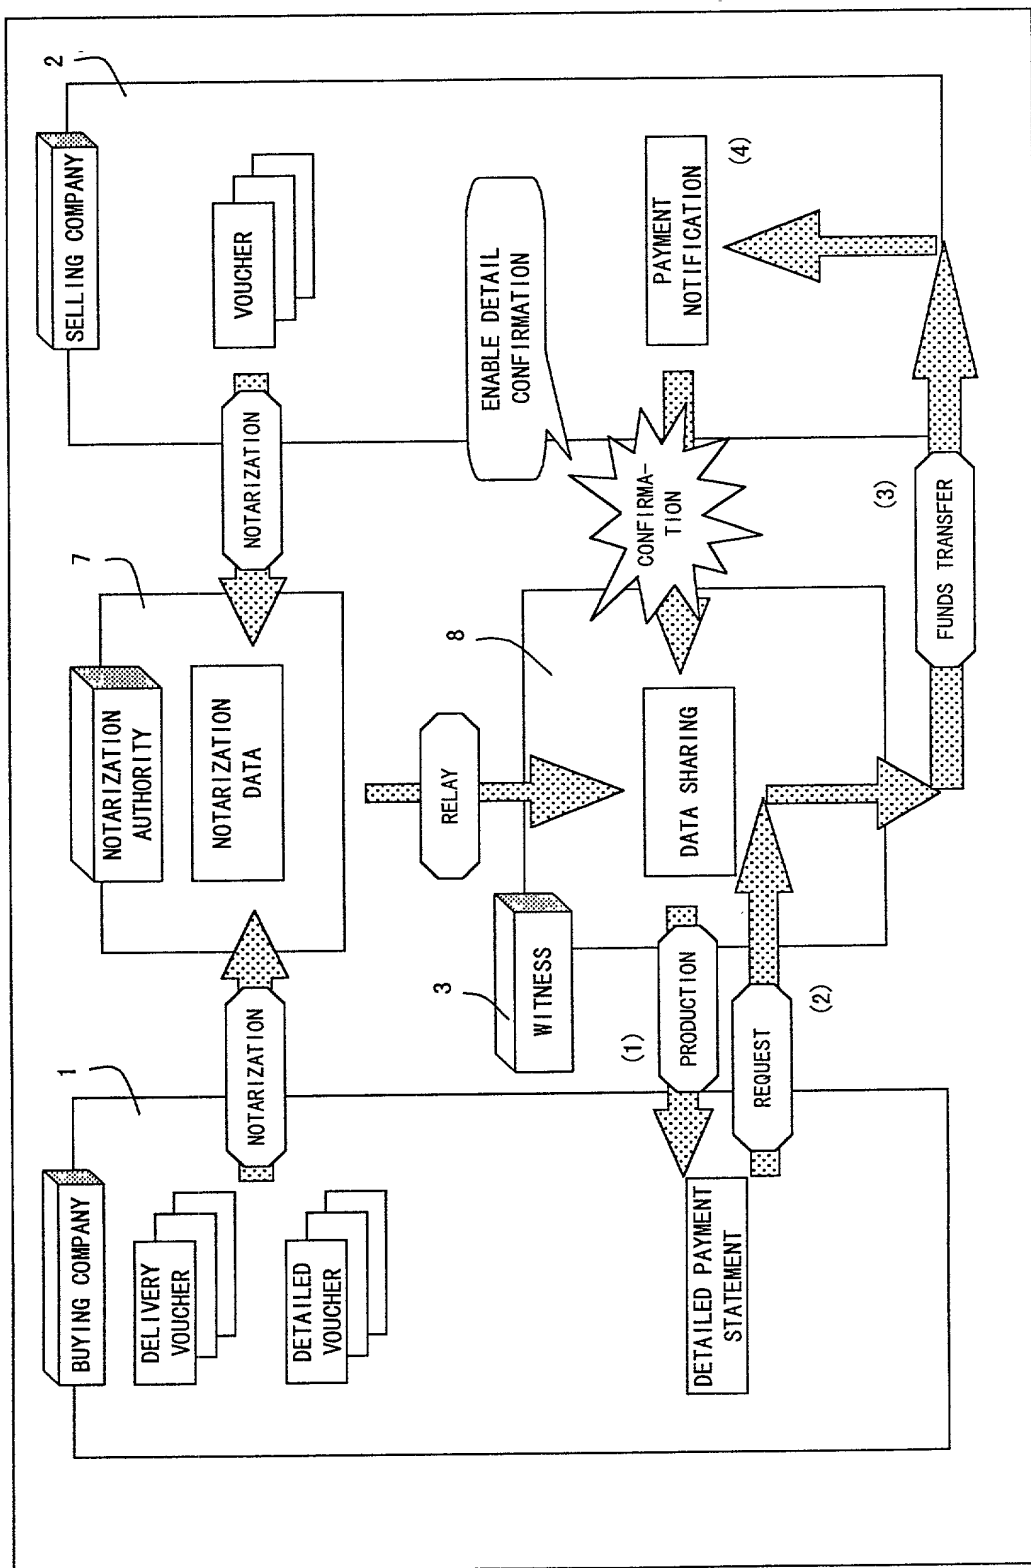 BUYING COMPANY
1
DELIVERY
VOUCHER
DETAILED
VOUCHER
NOTARIZATION
NOTARIZATION
AUTHORITY
7
NOTARIZATION
DATA
NOTARIZATION
SELLING COMPANY
2
VOUCHER
RELAY
ENABLE DETAIL
CONFIRMATION
3
WITNESS
8
DATA SHARING
CONFIRMA-
TION
PAYMENT
NOTIFICATION
(4)
(1)
PRODUCTION
DETAILED PAYMENT
STATEMENT
REQUEST
(2)
(3)
FUNDS TRANSFER